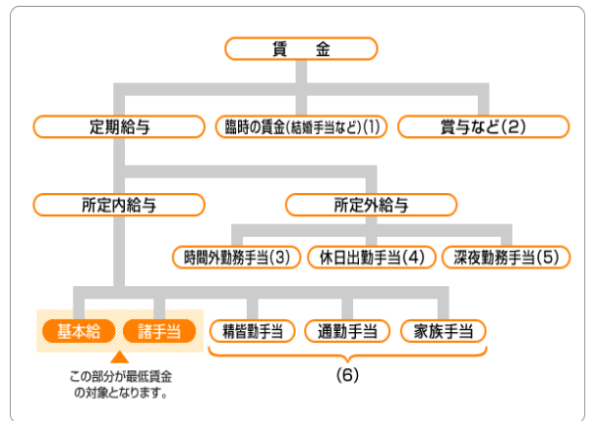 賃　金
定期給与
臨時の賃金(結婚手当など)(1)
賞与など(2)
所定内給与
所定外給与
時間外勤務手当(3)
休日出勤手当(4)
深夜勤務手当(5)
基本給
諸手当
精皆勤手当
通勤手当
家族手当
この部分が最低賃金
の対象となります。
(6)